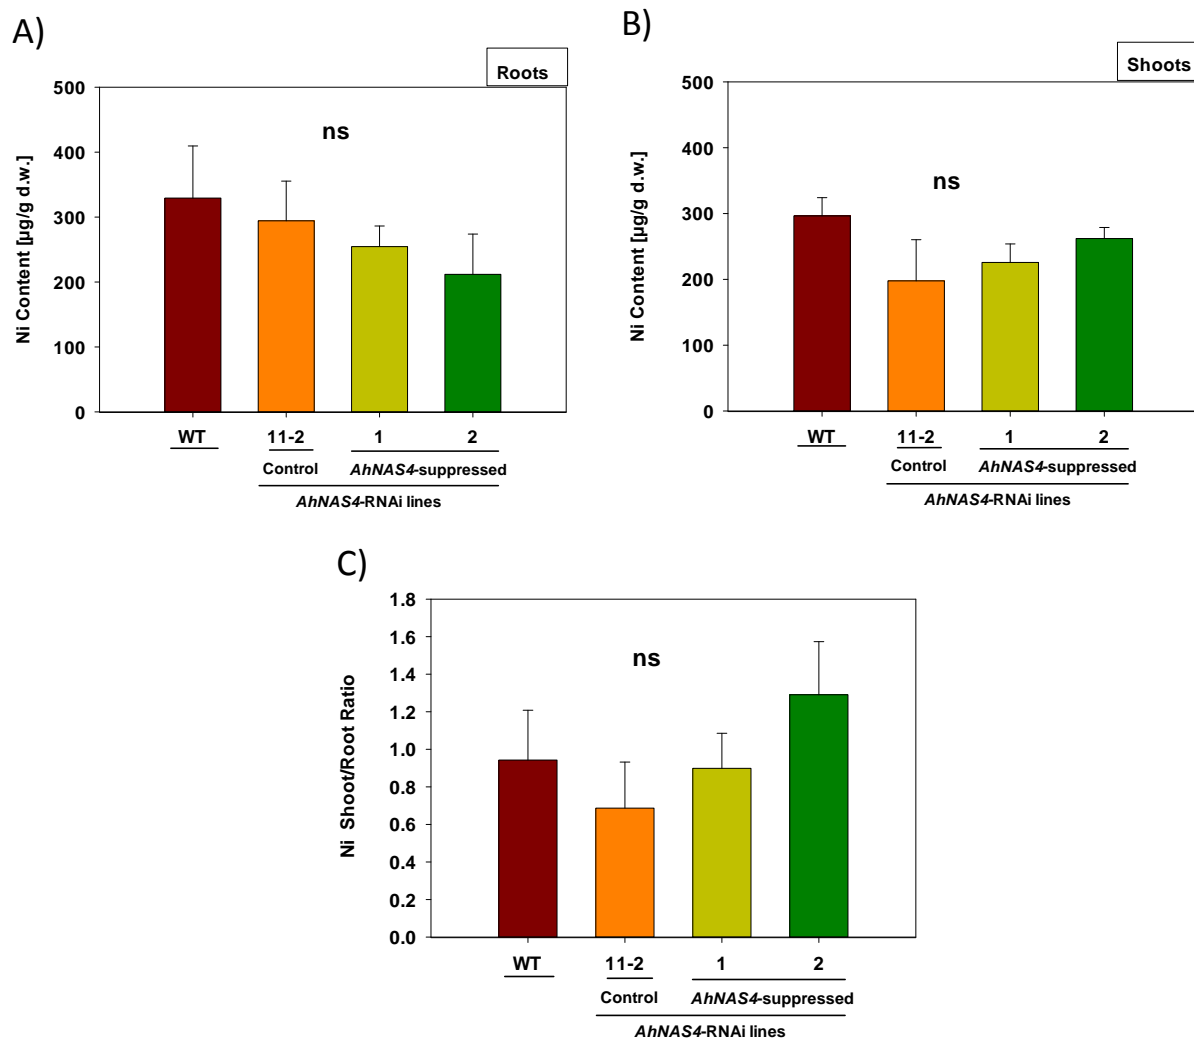 A)
Roots
500
400
300
200
100
0
Ni Content [µg/g d.w.]
ns
WT 11-2 1 2
Control AhNAS4-suppressed
AhNAS4-RNAi lines
B)
Shoots
500
400
300
200
100
0
Ni Content [µg/g d.w.]
ns
WT 11-2 1 2
Control AhNAS4-suppressed
AhNAS4-RNAi lines
C)
1.8
1.6
1.4
1.2
1.0
0.8
0.6
0.4
0.2
0.0
Ni Shoot/Root Ratio
ns
WT 11-2 1 2
Control AhNAS4-suppressed
AhNAS4-RNAi lines